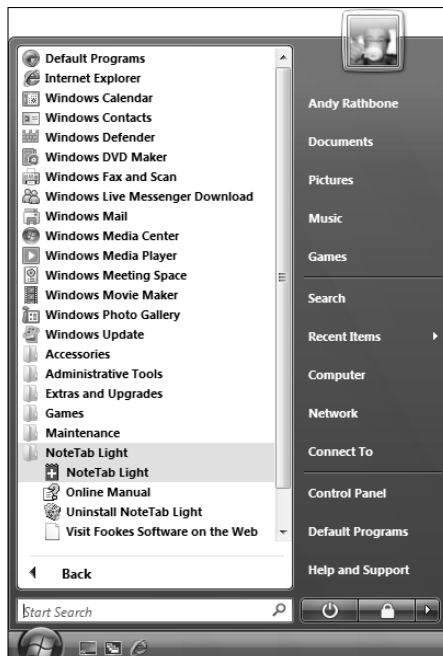 Default Programs
Internet Explorer
Windows Calendar
Windows Contacts
Windows Defender
Windows DVD Maker
Windows Fax and Scan
Windows Live Messenger Download
Windows Mail
Windows Media Center
Windows Media Player
Windows Meeting Space
Windows Movie Maker
Windows Photo Gallery
Windows Update
Accessories
Administrative Tools
Extras and Upgrades
Games
Maintenance
NoteTab Light
NoteTab Light
Online Manual
Uninstall NoteTab Light
Visit Fookes Software on the Web
Back
Start Search
Andy Rathbone
Documents
Pictures
Music
Games
Search
Recent Items
Computer
Network
Connect To
Control Panel
Default Programs
Help and Support